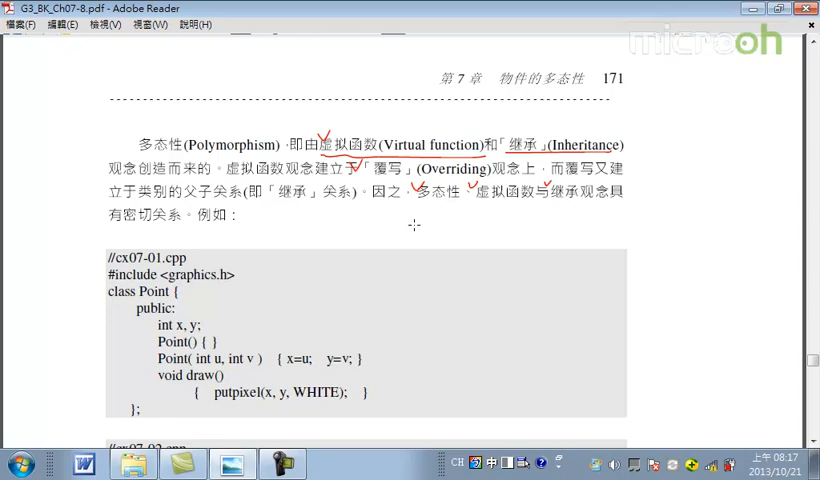 G3_BK_Ch07-8.pdf - Adobe Reader
檔案(F) 編輯(E) 檢視(V) 視窗(W) 說明(H)
microoh
第 7 章 物件的多态性 171
多态性(Polymorphism)，即由虚拟函数(Virtual function)和「继承」(Inheritance)
观念创造而来的。虚拟函数观念建立于「覆写」(Overriding)观念上，而覆写又建
立于类别的父子关系(即「继承」关系)。因之，多态性、虚拟函数与继承观念具
有密切关系。例如：
//cx07-01.cpp
#include <graphics.h>
class Point {
public:
int x, y;
Point() { }
Point( int u, int v ) { x=u; y=v; }
void draw()
{ putpixel(x, y, WHITE); }
};
//cx07-02.cpp
CH 中
上午 08:17
2013/10/21